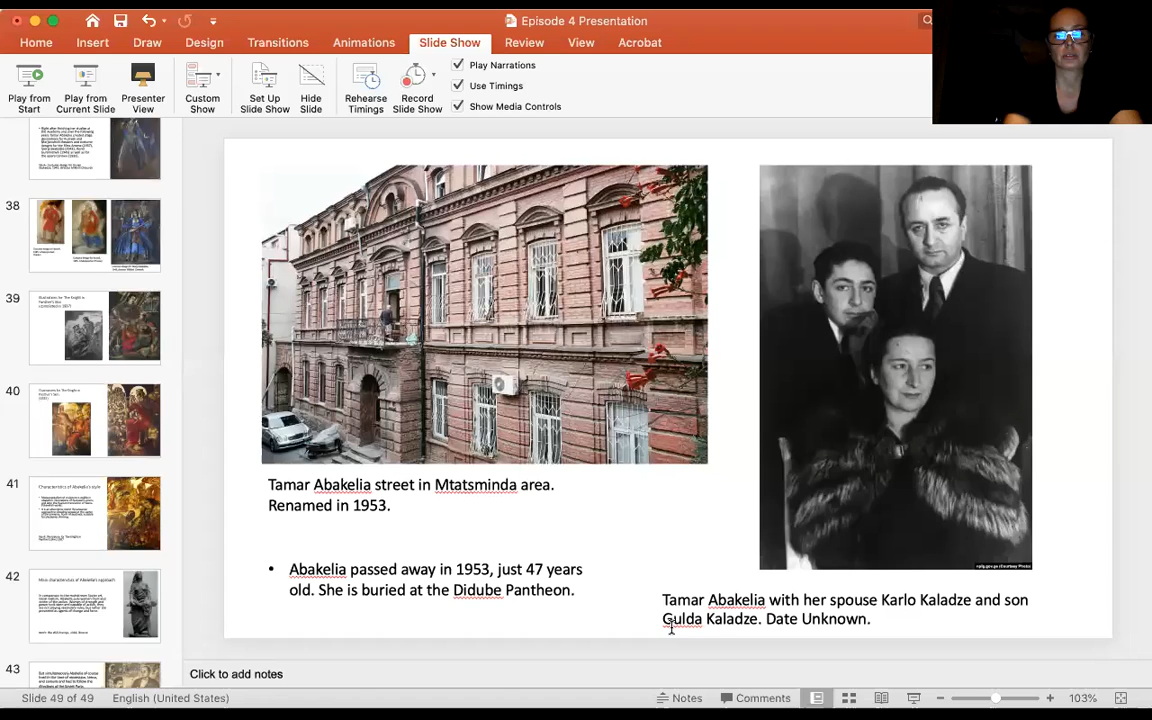 Episode 4 Presentation
Home Insert Draw Design Transitions Animations Slide Show Review View Acrobat
Play from Start
Play from Current Slide
Presenter View
Custom Show
Set Up Slide Show
Hide Slide
Rehearse Timings
Record Slide Show
Play Narrations
Use Timings
Show Media Controls
38
39
40
41
Characteristics of Abakelia's style
42
43
Tamar Abakelia street in Mtatsminda area.
Renamed in 1953.
• Abakelia passed away in 1953, just 47 years
old. She is buried at the Didube Pantheon.
Tamar Abakelia with her spouse Karlo Kaladze and son
Gulda Kaladze. Date Unknown.
Click to add notes
Slide 49 of 49 English (United States) Notes Comments 103%